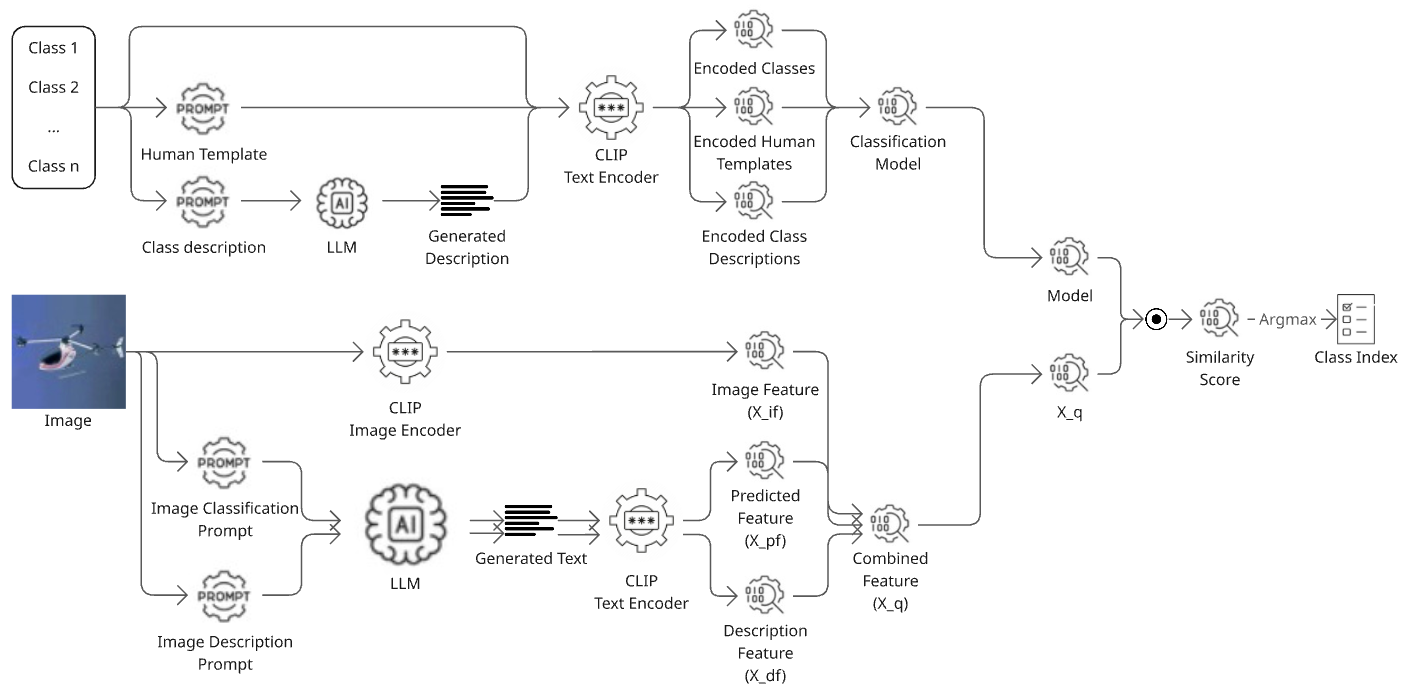 Class 1
Class 2
...
Class n
PROMPT
Human Template
PROMPT
Class description
AI
LLM
Generated
Description
***
CLIP
Text Encoder
010
100
Encoded Classes
010
100
Encoded Human
Templates
010
100
Encoded Class
Descriptions
010
100
Classification
Model
010
100
Model
Image
***
CLIP
Image Encoder
010
100
Image Feature
(X_if)
PROMPT
Image Classification
Prompt
PROMPT
Image Description
Prompt
AI
LLM
Generated Text
***
CLIP
Text Encoder
010
100
Predicted
Feature
(X_pf)
010
100
Description
Feature
(X_df)
010
100
Combined
Feature
(X_q)
010
100
X_q
010
100
Similarity
Score
Argmax
Class Index